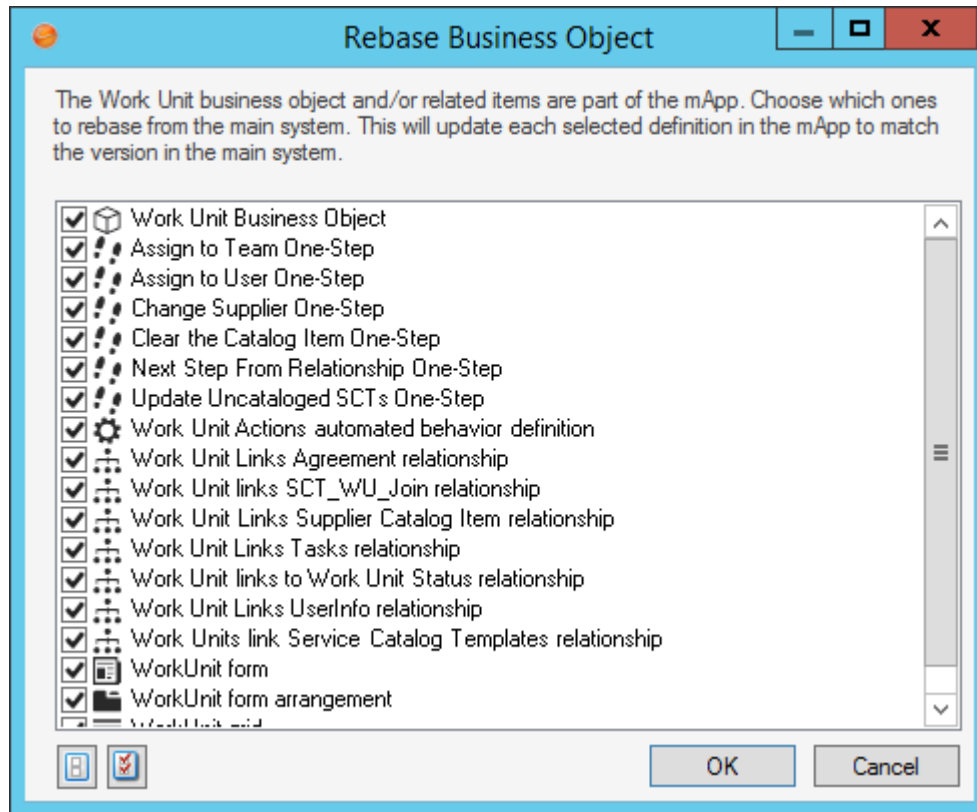 Rebase Business Object
The Work Unit business object and/or related items are part of the mApp. Choose which ones
to rebase from the main system. This will update each selected definition in the mApp to match
the version in the main system.
Work Unit Business Object
Assign to Team One-Step
Assign to User One-Step
Change Supplier One-Step
Clear the Catalog Item One-Step
Next Step From Relationship One-Step
Update Uncataloged SCTs One-Step
Work Unit Actions automated behavior definition
Work Unit Links Agreement relationship
Work Unit links SCT_WU_Join relationship
Work Unit Links Supplier Catalog Item relationship
Work Unit Links Tasks relationship
Work Unit links to Work Unit Status relationship
Work Unit Links UserInfo relationship
Work Units link Service Catalog Templates relationship
WorkUnit form
WorkUnit form arrangement
OK Cancel